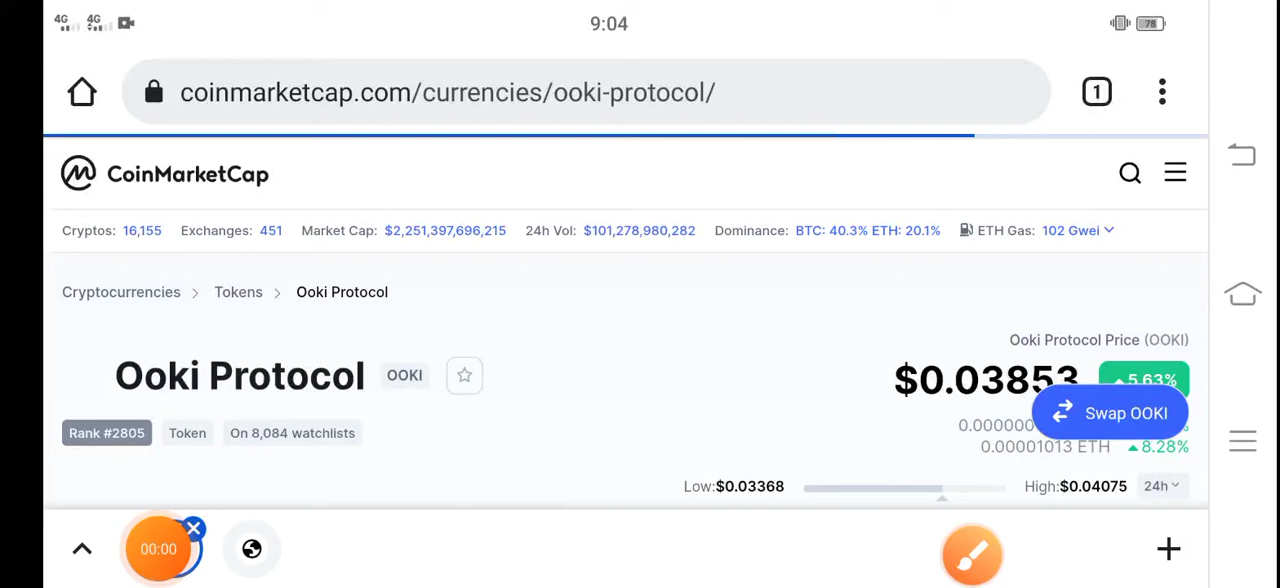 4G 4G 9:04 78
coinmarketcap.com/currencies/ooki-protocol/ 1
CoinMarketCap
Cryptos: 16,155 Exchanges: 451 Market Cap: $2,251,397,696,215 24h Vol: $101,278,980,282 Dominance: BTC: 40.3% ETH: 20.1% ETH Gas: 102 Gwei
Cryptocurrencies > Tokens > Ooki Protocol
Ooki Protocol Price (OOKI)
Ooki Protocol OOKI $0.03853 5.63%
Swap OOKI
Rank #2805 Token On 8,084 watchlists
0.00001013 ETH 8.28%
Low:$0.03368 High:$0.04075 24h
00:00